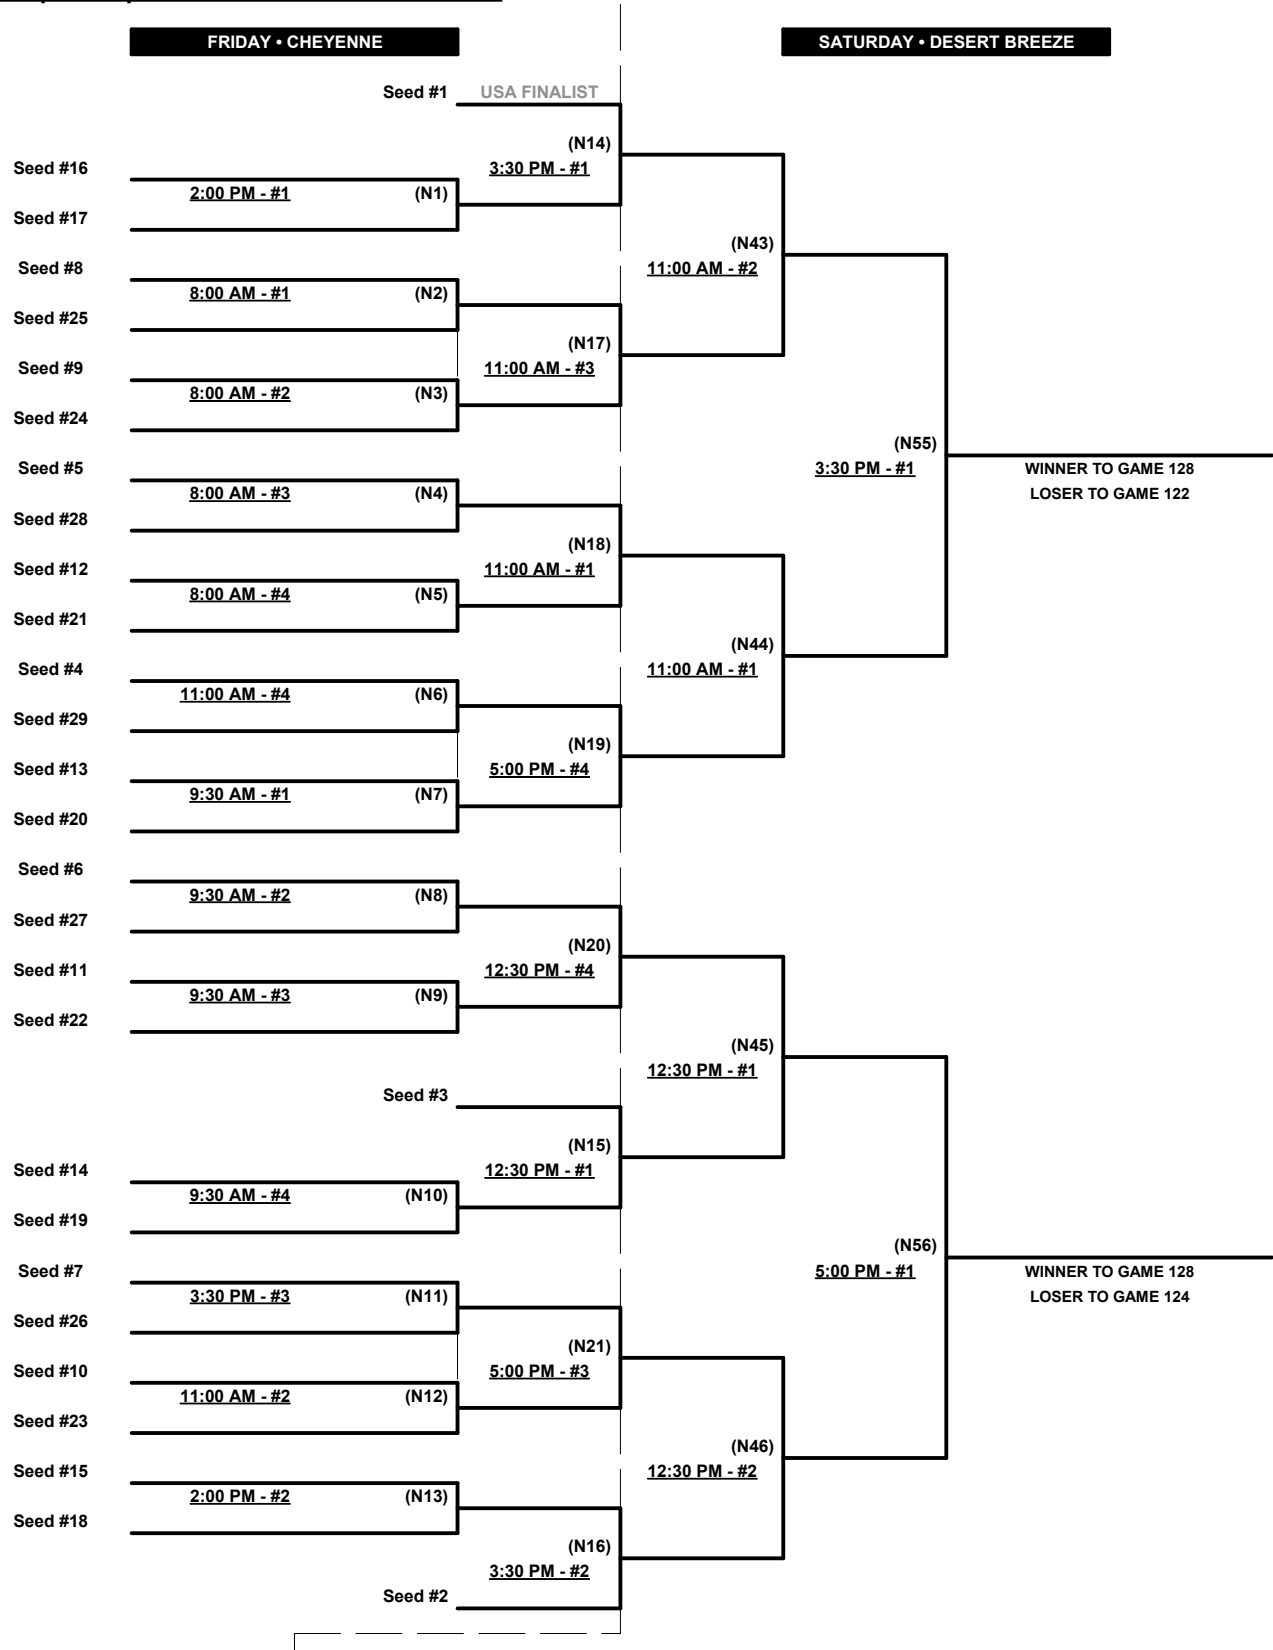 FRIDAY • CHEYENNE
SATURDAY • DESERT BREEZE
Seed #1
USA FINALIST
(N14)
3:30 PM - #1
Seed #16
2:00 PM - #1
(N1)
Seed #17
(N43)
11:00 AM - #2
Seed #8
8:00 AM - #1
(N2)
Seed #25
(N17)
11:00 AM - #3
Seed #9
8:00 AM - #2
(N3)
Seed #24
(N55)
3:30 PM - #1
WINNER TO GAME 128
LOSER TO GAME 122
Seed #5
8:00 AM - #3
(N4)
Seed #28
(N18)
11:00 AM - #1
Seed #12
8:00 AM - #4
(N5)
Seed #21
(N44)
11:00 AM - #1
Seed #4
11:00 AM - #4
(N6)
Seed #29
(N19)
5:00 PM - #4
Seed #13
9:30 AM - #1
(N7)
Seed #20
Seed #6
9:30 AM - #2
(N8)
Seed #27
(N20)
12:30 PM - #4
Seed #11
9:30 AM - #3
(N9)
Seed #22
(N45)
12:30 PM - #1
Seed #3
(N15)
12:30 PM - #1
Seed #14
9:30 AM - #4
(N10)
Seed #19
(N56)
5:00 PM - #1
WINNER TO GAME 128
LOSER TO GAME 124
Seed #7
3:30 PM - #3
(N11)
Seed #26
(N21)
5:00 PM - #3
Seed #10
11:00 AM - #2
(N12)
Seed #23
(N46)
12:30 PM - #2
Seed #15
2:00 PM - #2
(N13)
Seed #18
(N16)
3:30 PM - #2
Seed #2